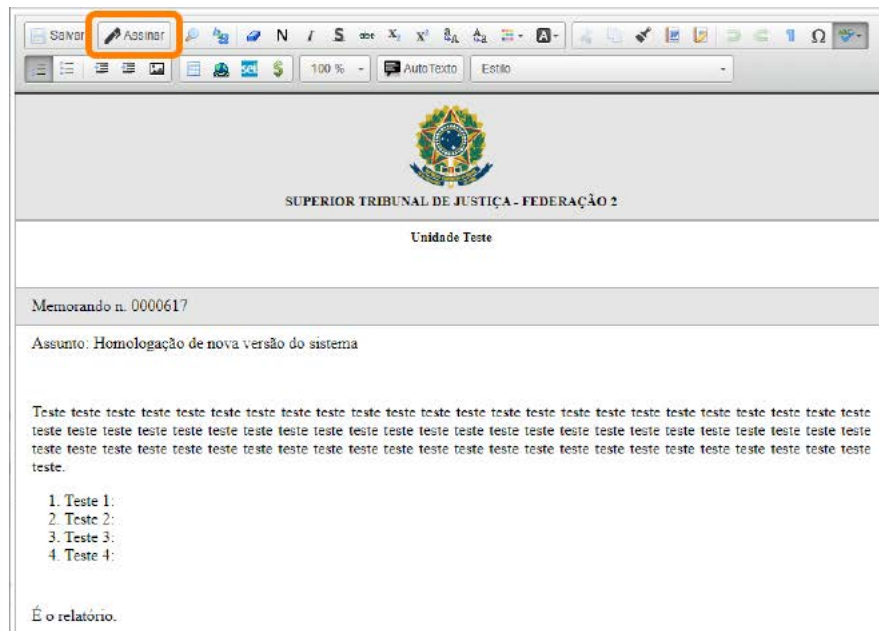 Salvar Assinar N I S abc X₂ X² A
100 % AutoTexto Estilo
SUPERIOR TRIBUNAL DE JUSTIÇA - FEDERAÇÃO 2
Unidade Teste
Memorando n. 0000617
Assunto: Homologação de nova versão do sistema
Teste teste teste teste teste teste teste teste teste teste teste teste teste teste teste teste teste teste teste teste teste teste teste teste
teste teste teste teste teste teste teste teste teste teste teste teste teste teste teste teste teste teste teste teste teste teste teste teste
teste teste teste teste teste teste teste teste teste teste teste teste teste teste teste teste teste teste teste teste teste teste teste teste
teste.
1. Teste 1:
2. Teste 2:
3. Teste 3:
4. Teste 4:
É o relatório.